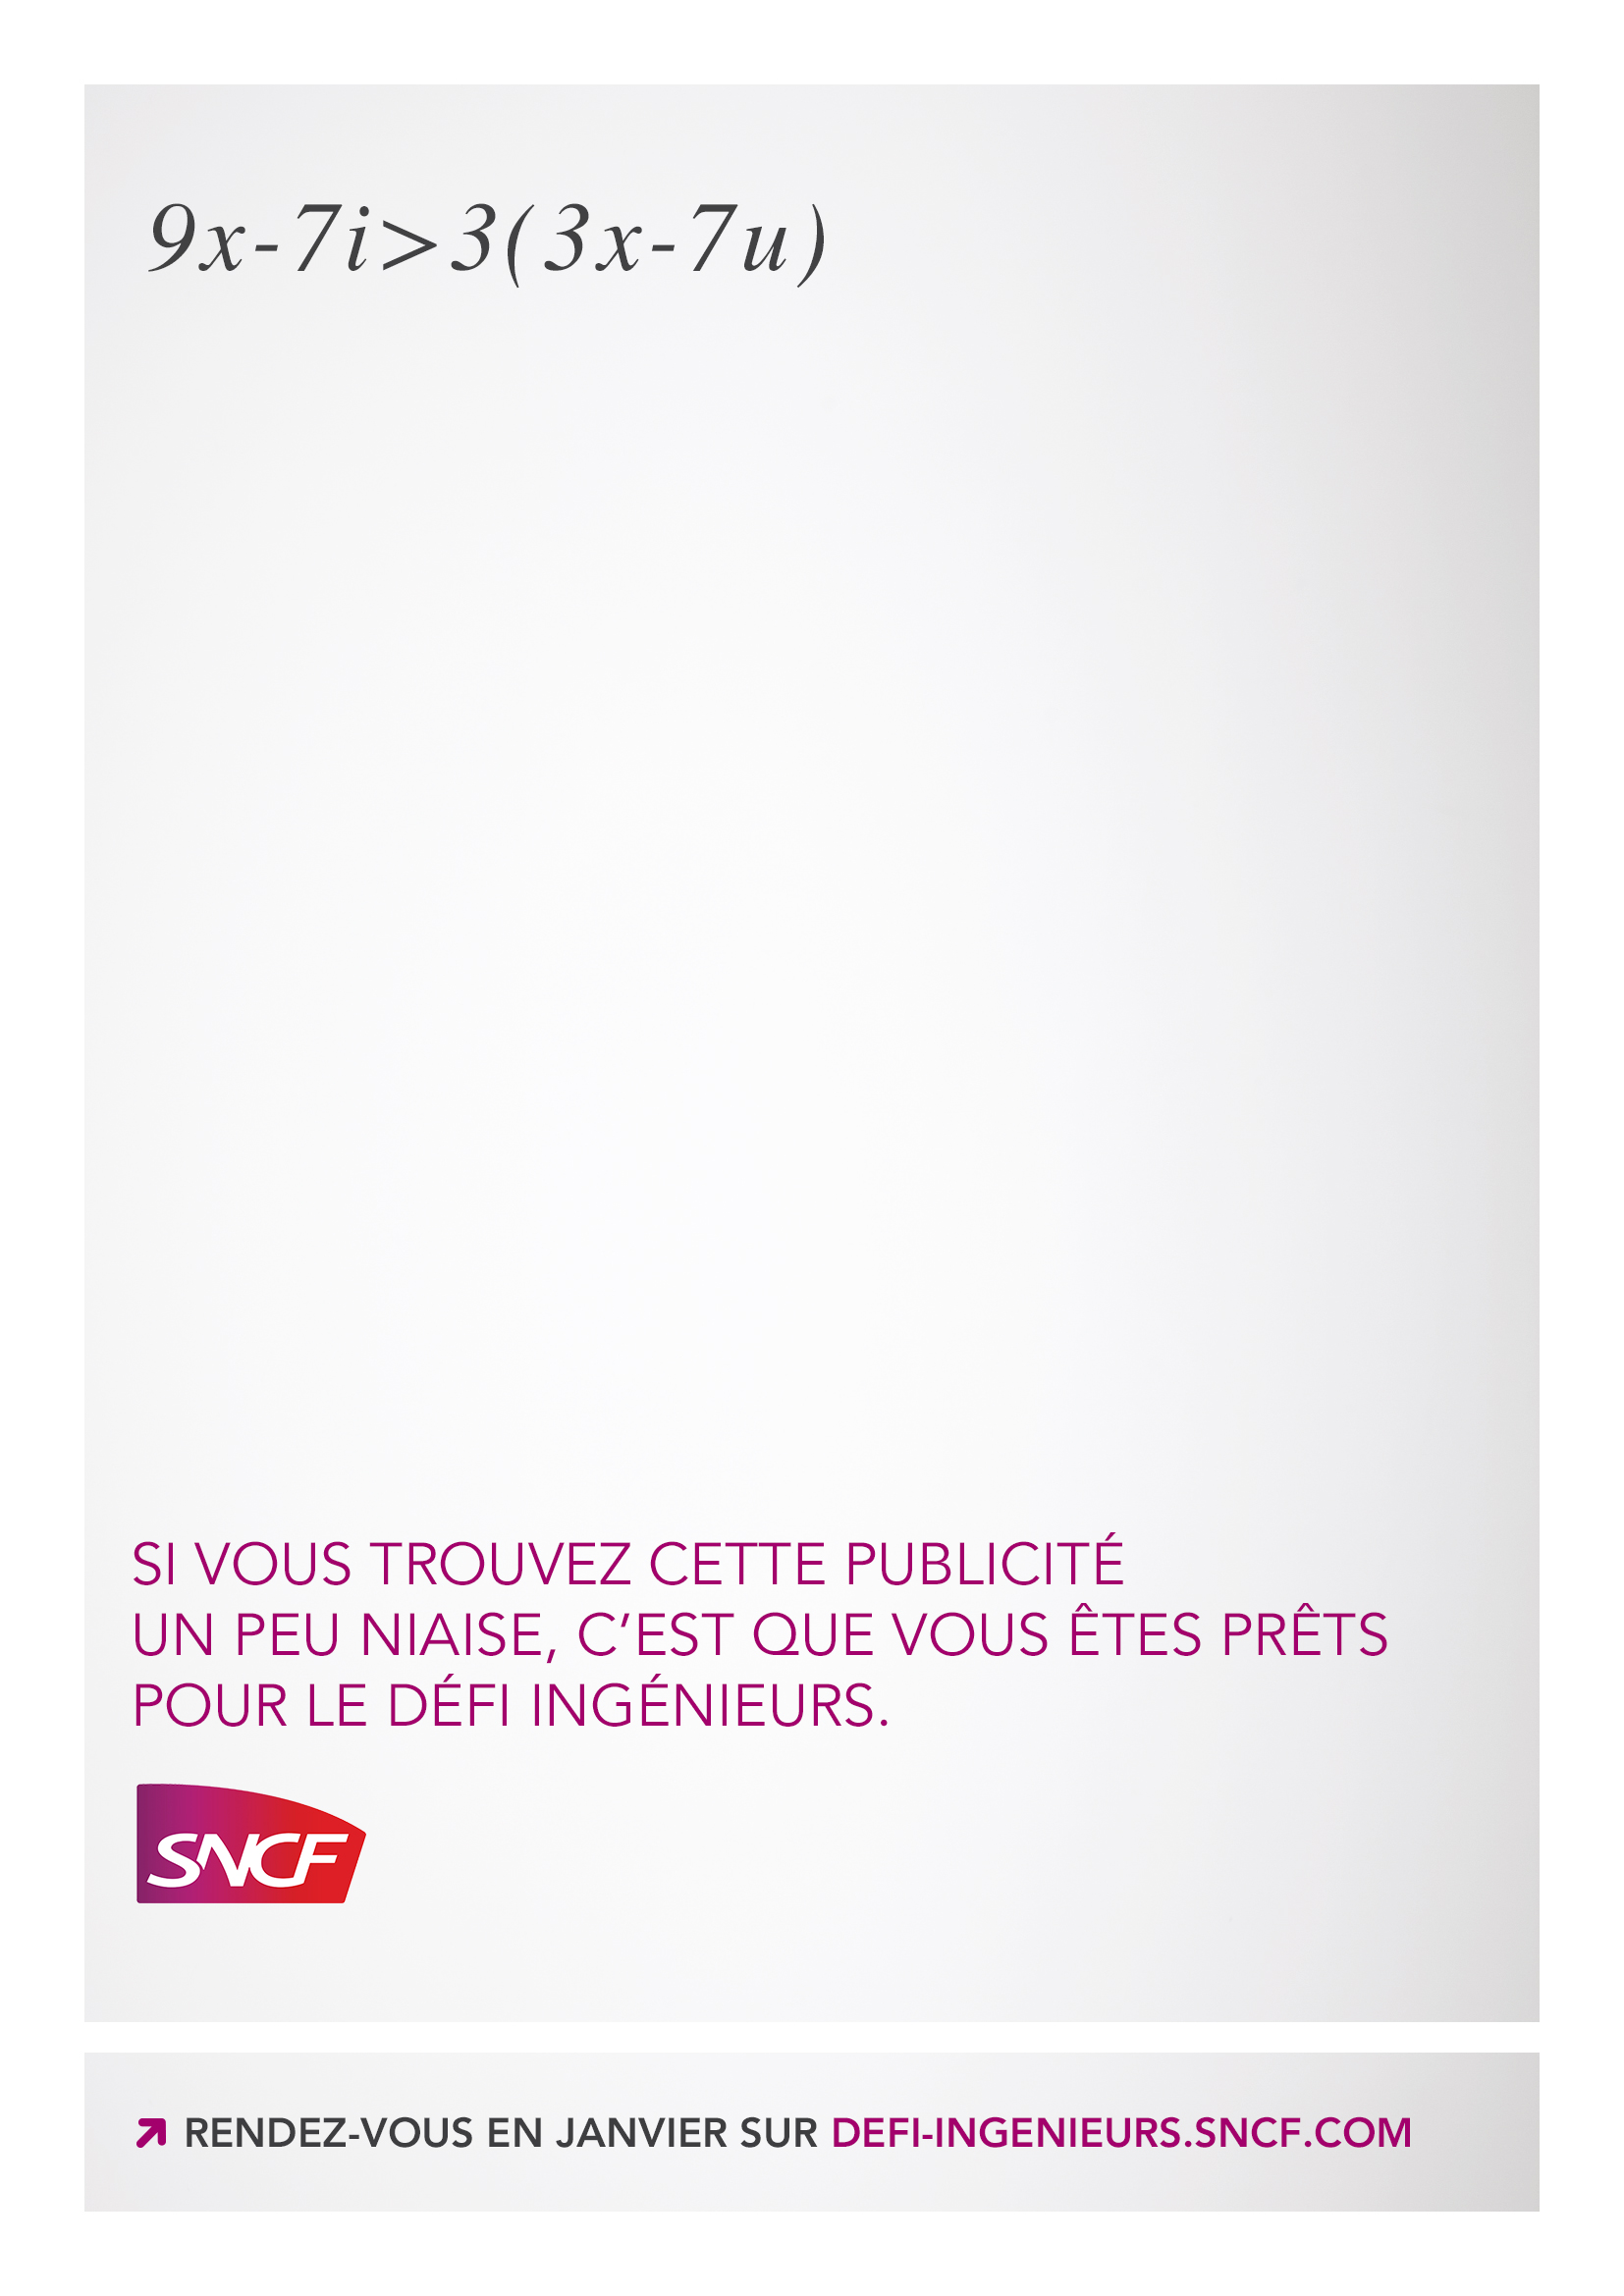 9x-7i>3(3x-7u)
SI VOUS TROUVEZ CETTE PUBLICITÉ
UN PEU NIAISE, C’EST QUE VOUS ÊTES PRÊTS
POUR LE DÉFI INGÉNIEURS.
SNCF
RENDEZ-VOUS EN JANVIER SUR DEFI-INGENIEURS.SNCF.COM